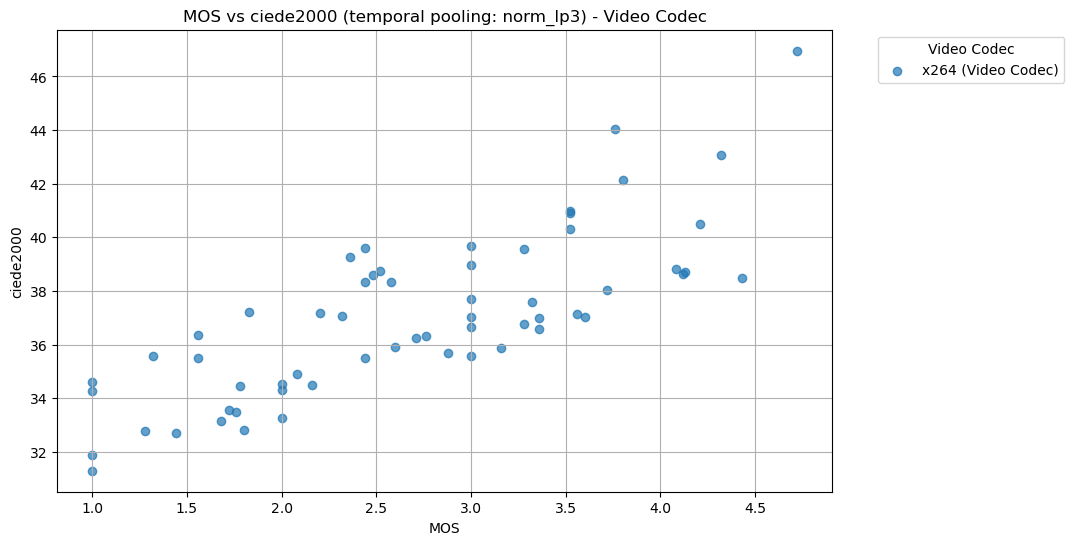 MOS vs ciede2000 (temporal pooling: norm_lp3) - Video Codec
Video Codec
x264 (Video Codec)
ciede2000
46
44
42
40
38
36
34
32
1.0 1.5 2.0 2.5 3.0 3.5 4.0 4.5
MOS